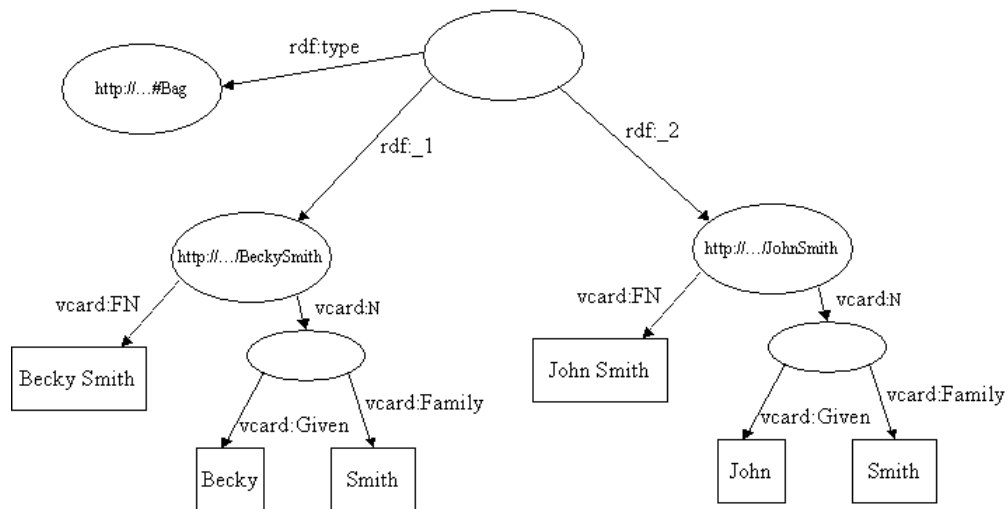 rdf:type
http://...#Bag
rdf:_1
rdf:_2
http://.../BeckySmith
http://.../JohnSmith
vcard:FN
vcard:N
vcard:FN
vcard:N
Becky Smith
John Smith
vcard:Given
vcard:Family
vcard:Given
vcard:Family
Becky
Smith
John
Smith